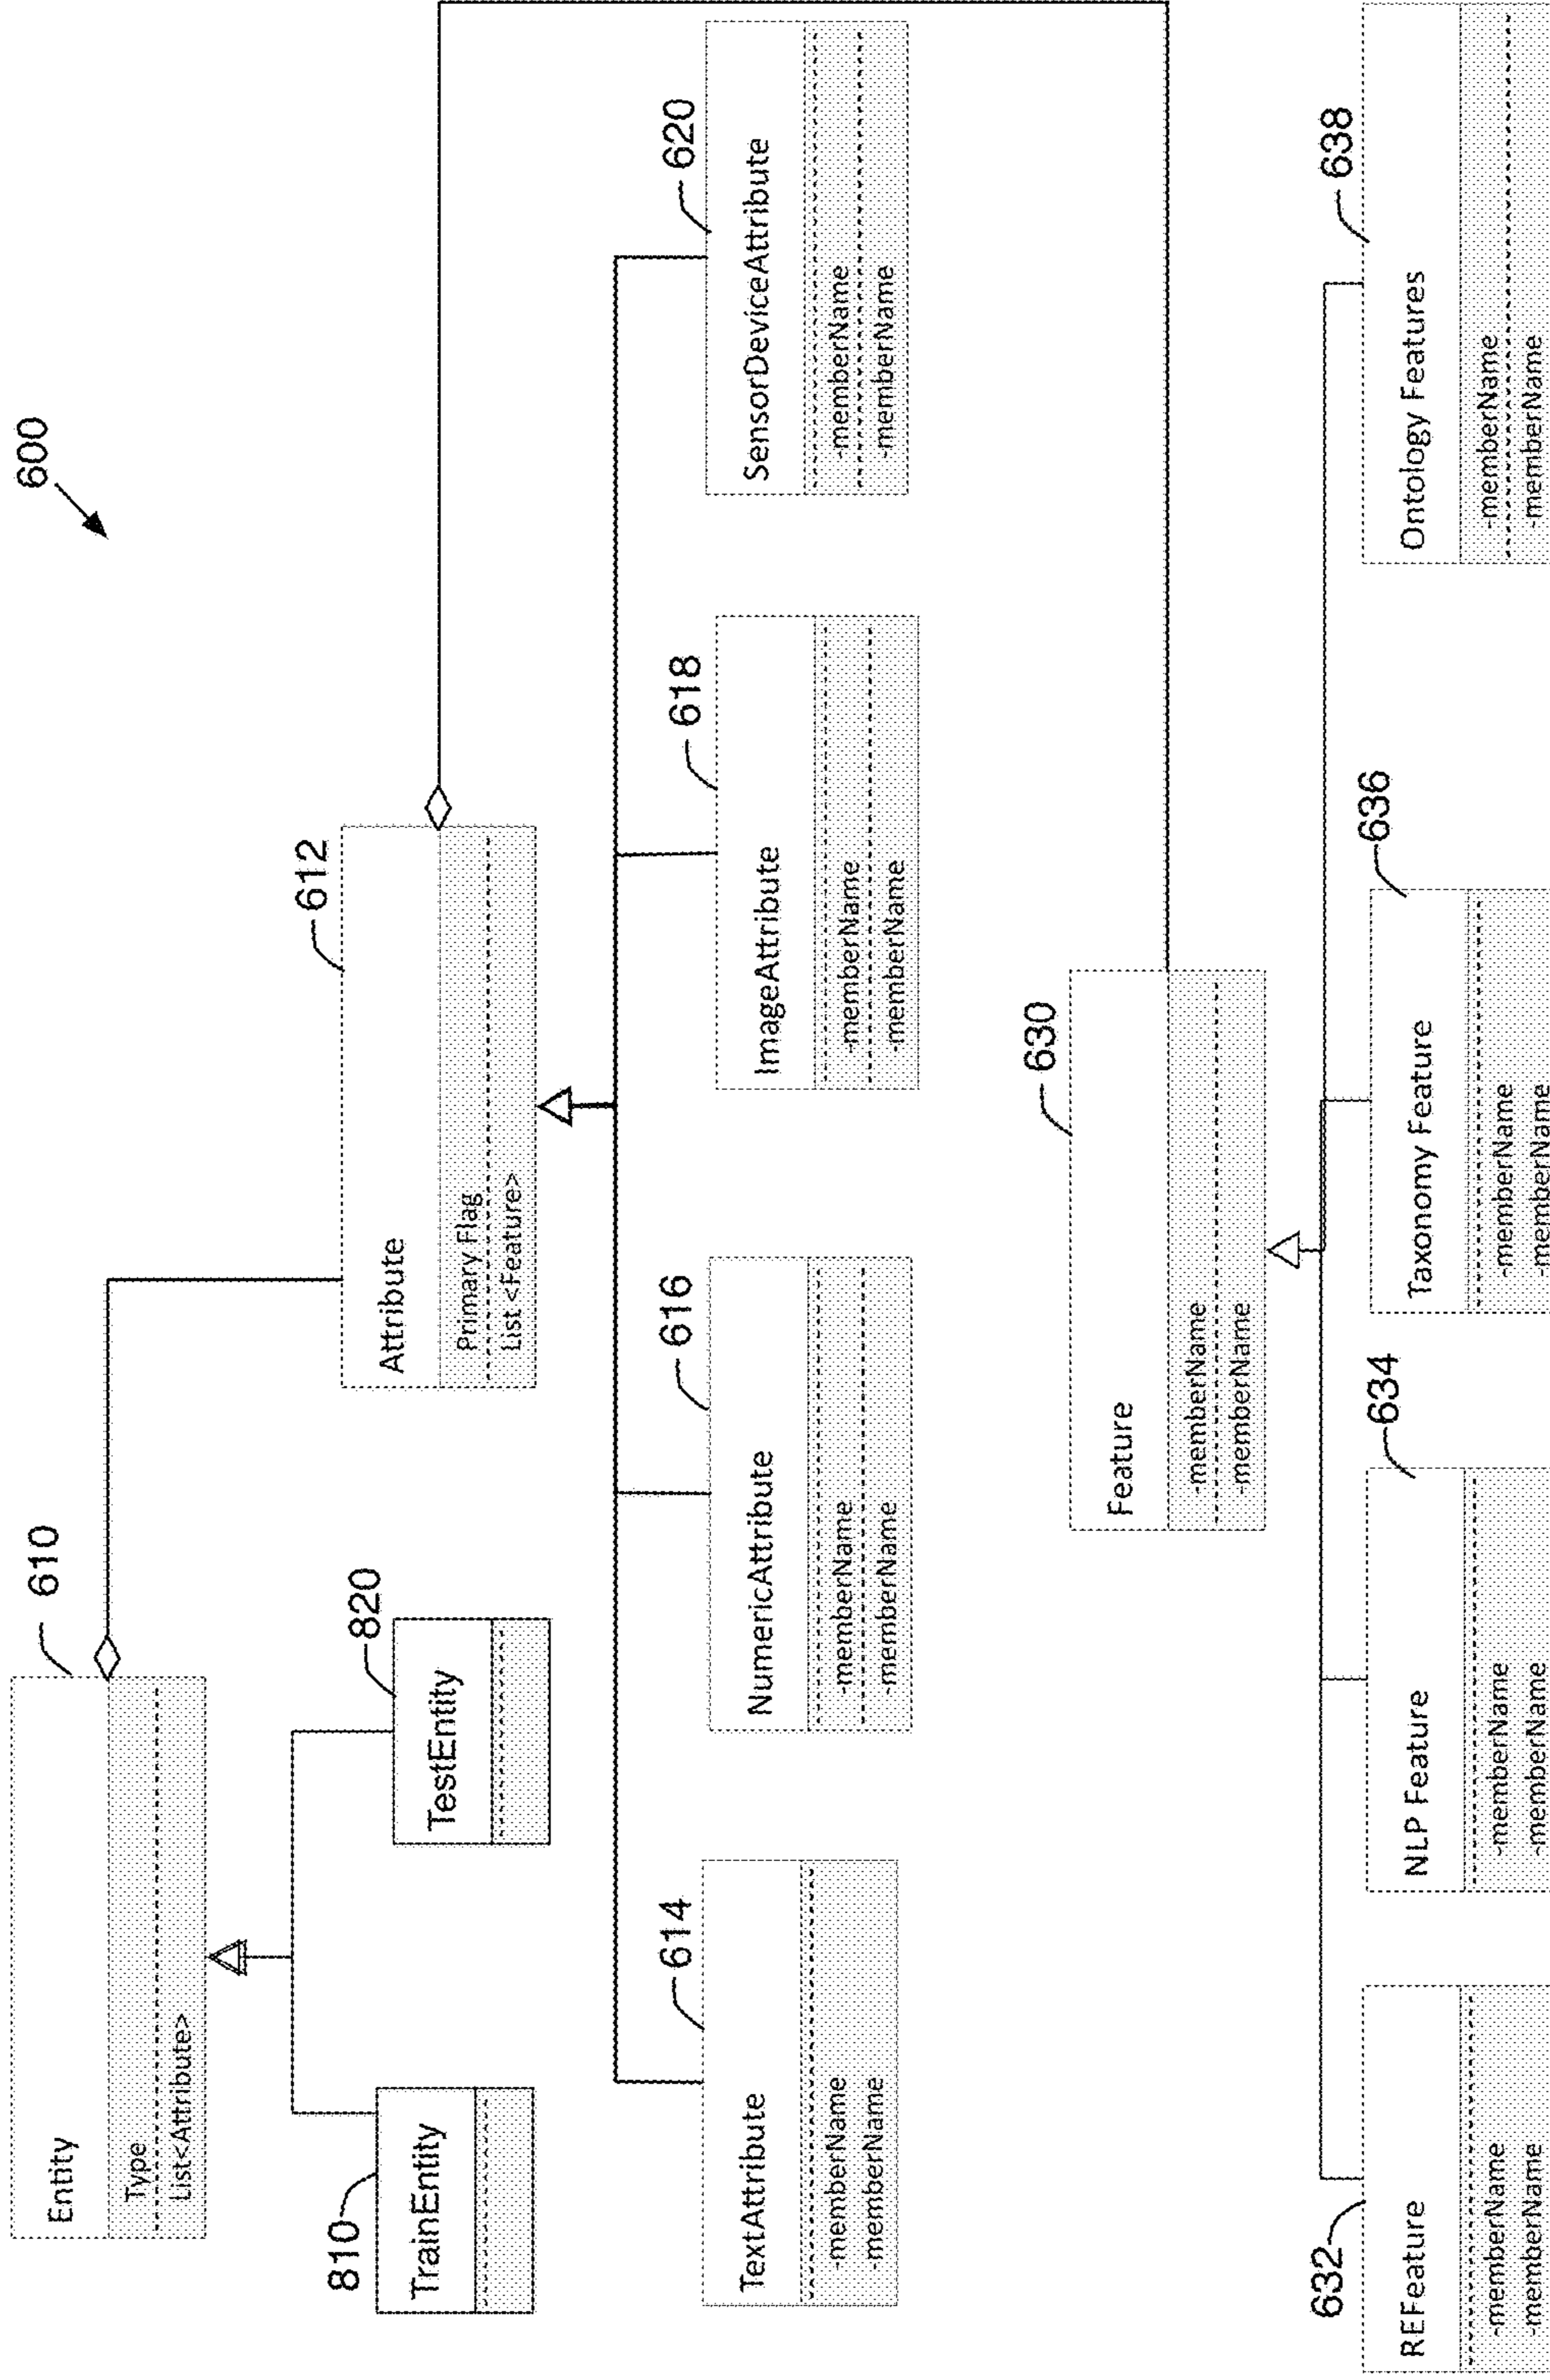 600
610
Entity
Type
List<Attribute>
810
TrainEntity
820
TestEntity
612
Attribute
Primary Flag
List <Feature>
614
TextAttribute
-memberName
-memberName
616
NumericAttribute
-memberName
-memberName
618
ImageAttribute
-memberName
-memberName
620
SensorDeviceAttribute
-memberName
-memberName
630
Feature
-memberName
-memberName
632
REFeature
-memberName
-memberName
634
NLP Feature
-memberName
-memberName
636
Taxonomy Feature
-memberName
-memberName
638
Ontology Features
-memberName
-memberName